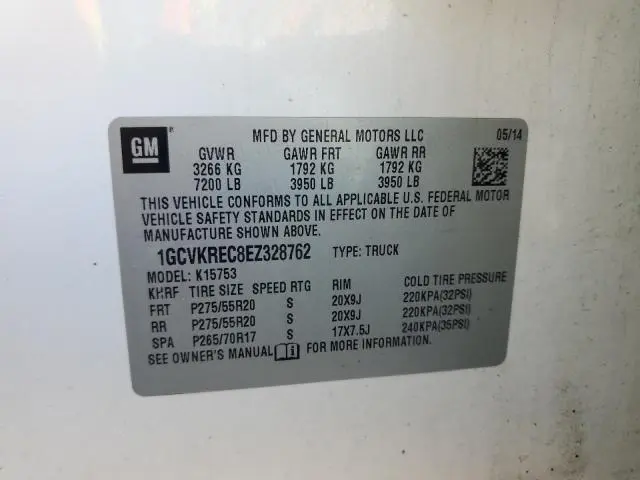 GM
MFD BY GENERAL MOTORS LLC 05/14
GVWR GAWR FRT GAWR RR
3266 KG 1792 KG 1792 KG
7200 LB 3950 LB 3950 LB
THIS VEHICLE CONFORMS TO ALL APPLICABLE U.S. FEDERAL MOTOR
VEHICLE SAFETY STANDARDS IN EFFECT ON THE DATE OF
MANUFACTURE SHOWN ABOVE.
1GCVKREC8EZ328762 TYPE: TRUCK
MODEL: K15753
KHRF TIRE SIZE SPEED RTG RIM COLD TIRE PRESSURE
FRT P275/55R20 S 20X9J 220KPA(32PSI)
RR P275/55R20 S 20X9J 220KPA(32PSI)
SPA P265/70R17 S 17X7.5J 240KPA(35PSI)
SEE OWNER'S MANUAL FOR MORE INFORMATION.